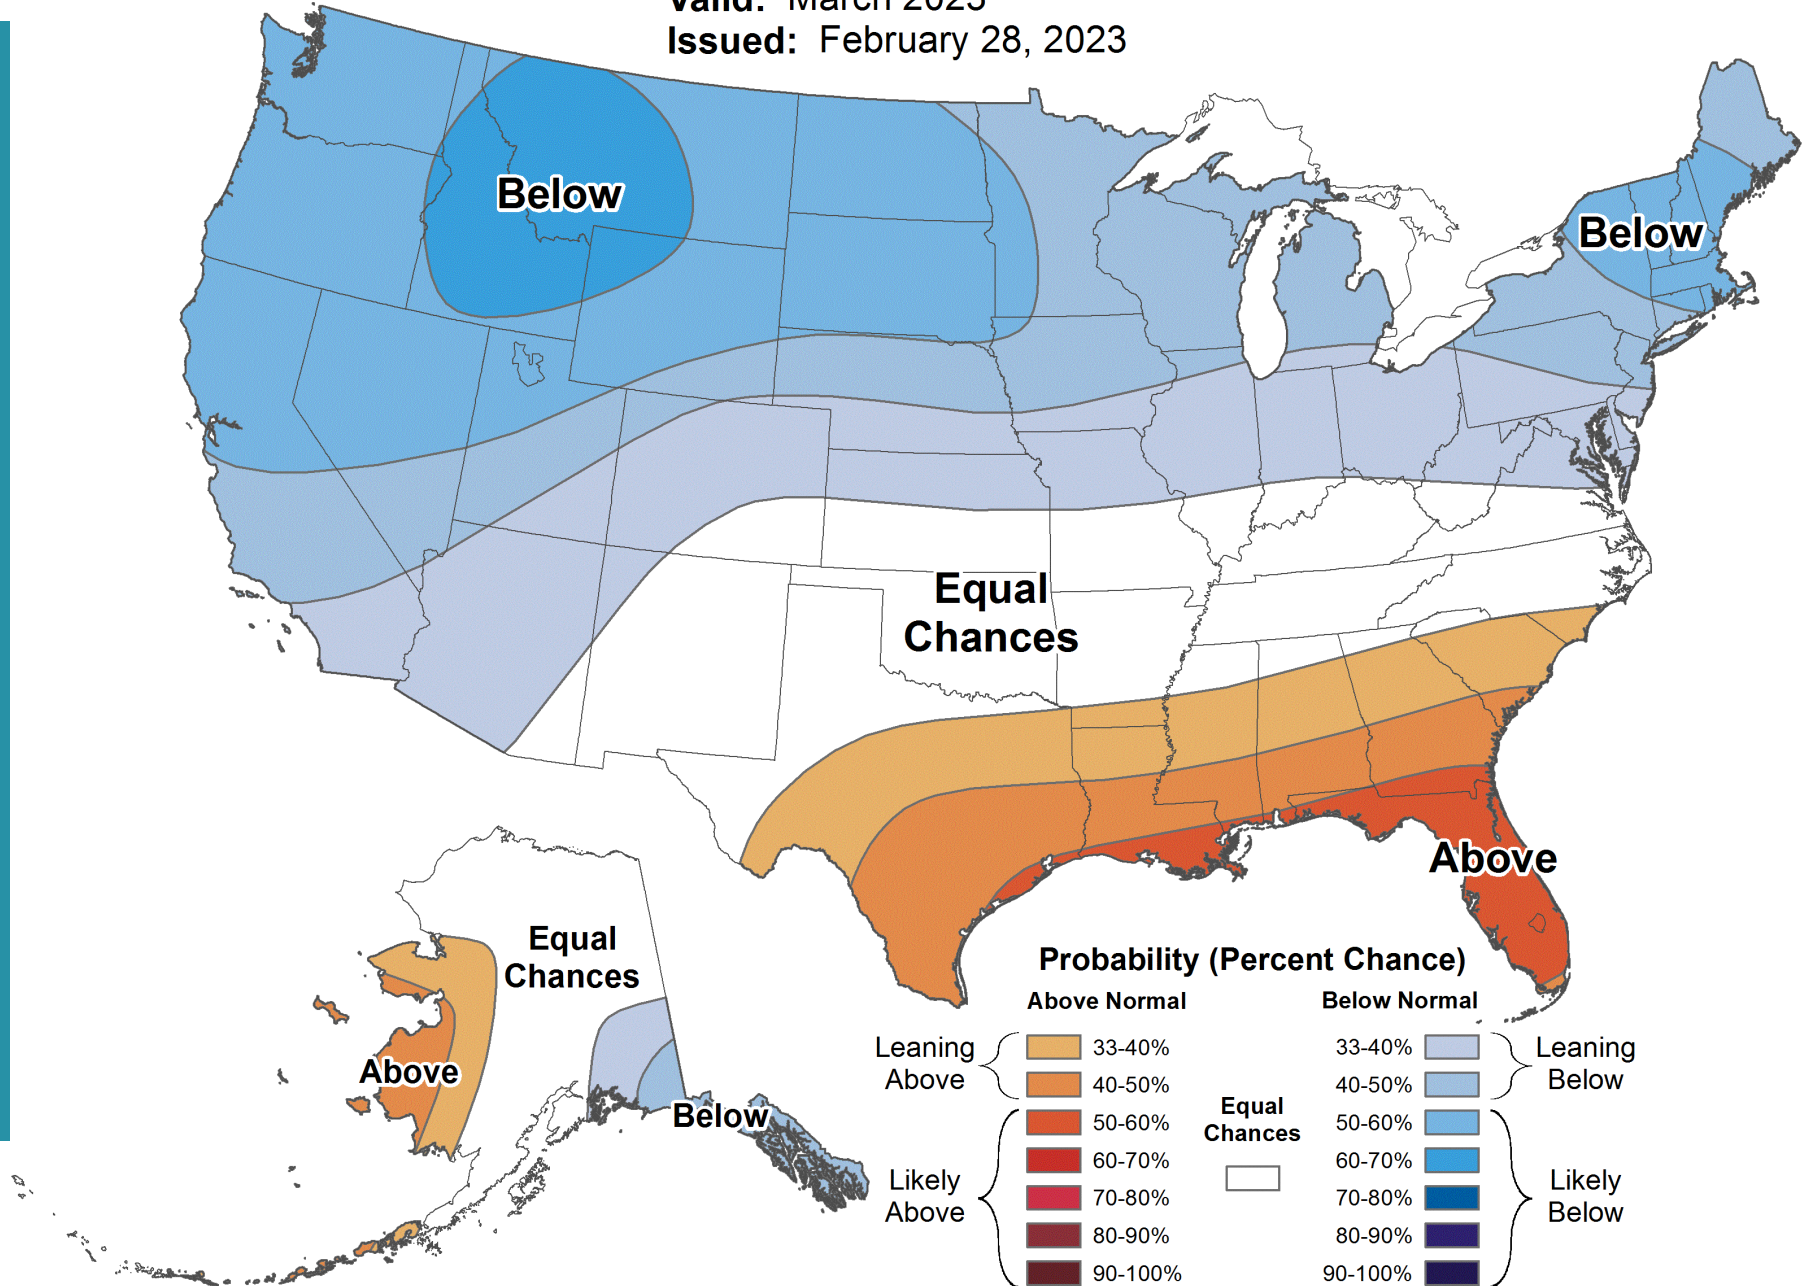 Valid: March 2023
Issued: February 28, 2023
Below
Below
Equal
Chances
Above
Equal
Chances
Above
Below
Probability (Percent Chance)
Above Normal
Below Normal
Leaning
Above
33-40%
40-50%
50-60%
60-70%
70-80%
80-90%
90-100%
Likely
Above
Equal
Chances
33-40%
40-50%
50-60%
60-70%
70-80%
80-90%
90-100%
Leaning
Below
Likely
Below